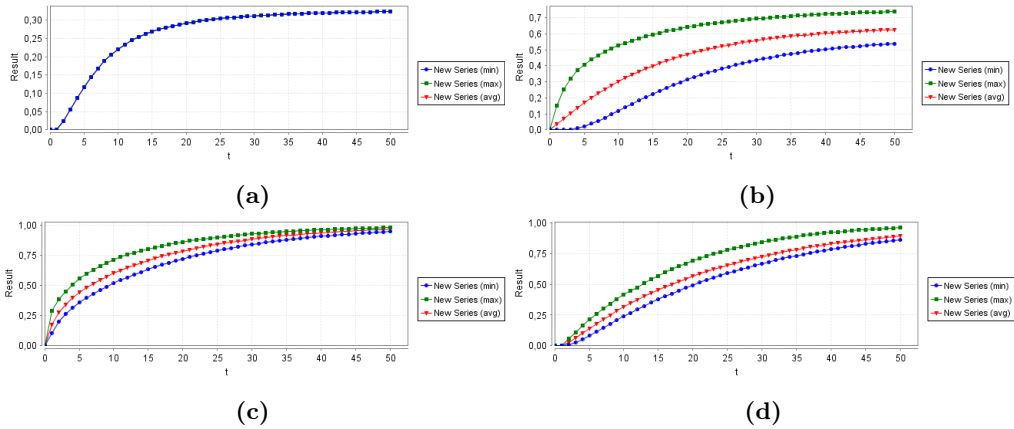 Result
0,30
0,25
0,20
0,15
0,10
0,05
0,00
0 5 10 15 20 25 30 35 40 45 50
t
New Series (min)
New Series (max)
New Series (avg)
(a)
Result
0,7
0,6
0,5
0,4
0,3
0,2
0,1
0,0
0 5 10 15 20 25 30 35 40 45 50
t
New Series (min)
New Series (max)
New Series (avg)
(b)
Result
1,00
0,75
0,50
0,25
0,00
0 5 10 15 20 25 30 35 40 45 50
t
New Series (min)
New Series (max)
New Series (avg)
(c)
Result
1,00
0,75
0,50
0,25
0,00
0 5 10 15 20 25 30 35 40 45 50
t
New Series (min)
New Series (max)
New Series (avg)
(d)